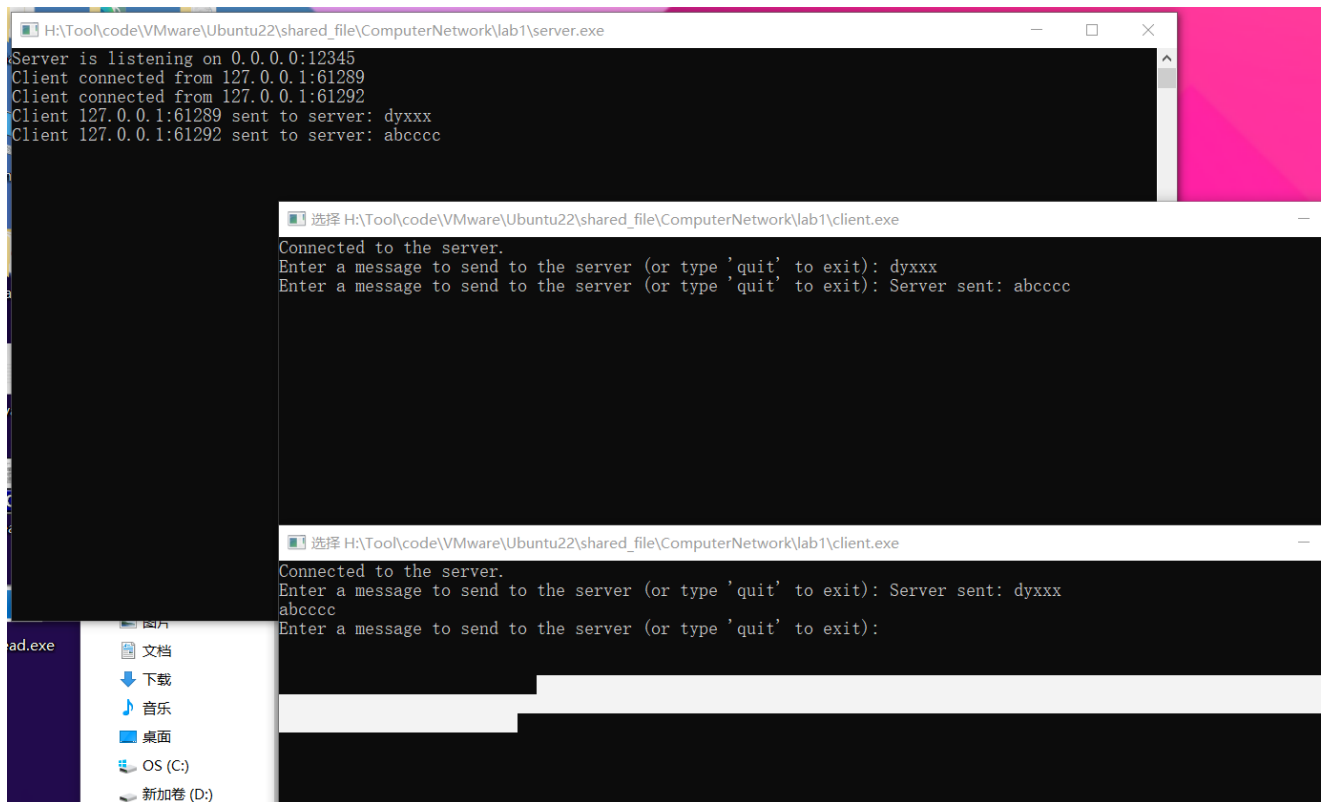 H:\Tool\code\VMware\Ubuntu22\shared_file\ComputerNetwork\lab1\server.exe
Server is listening on 0.0.0.0:12345
Client connected from 127.0.0.1:61289
Client connected from 127.0.0.1:61292
Client 127.0.0.1:61289 sent to server: dyxxx
Client 127.0.0.1:61292 sent to server: abcccc
选择 H:\Tool\code\VMware\Ubuntu22\shared_file\ComputerNetwork\lab1\client.exe
Connected to the server.
Enter a message to send to the server (or type 'quit' to exit): dyxxx
Enter a message to send to the server (or type 'quit' to exit): Server sent: abcccc
选择 H:\Tool\code\VMware\Ubuntu22\shared_file\ComputerNetwork\lab1\client.exe
Connected to the server.
Enter a message to send to the server (or type 'quit' to exit): Server sent: dyxxx
abcccc
Enter a message to send to the server (or type 'quit' to exit):
图片
ead.exe
文档
下载
音乐
桌面
OS (C:)
新加卷 (D:)